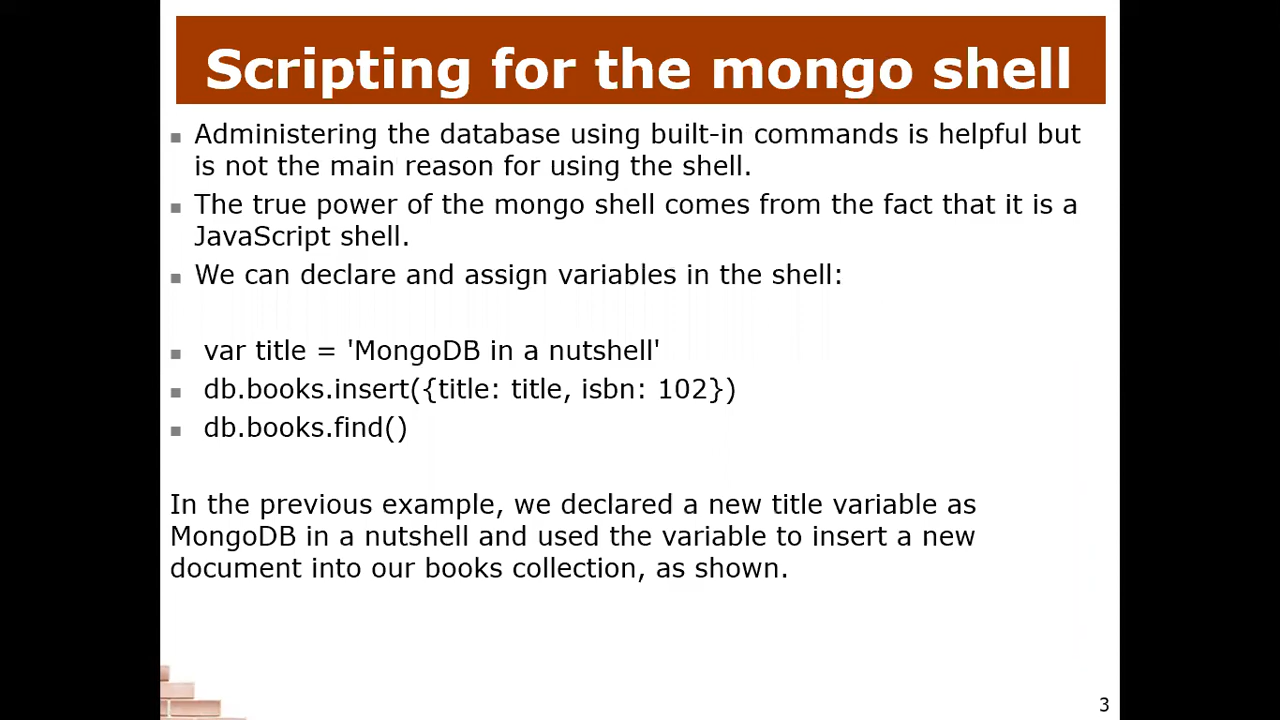 Scripting for the mongo shell
Administering the database using built-in commands is helpful but
is not the main reason for using the shell.
The true power of the mongo shell comes from the fact that it is a
JavaScript shell.
We can declare and assign variables in the shell:
var title = 'MongoDB in a nutshell'
db.books.insert({title: title, isbn: 102})
db.books.find()
In the previous example, we declared a new title variable as
MongoDB in a nutshell and used the variable to insert a new
document into our books collection, as shown.
3